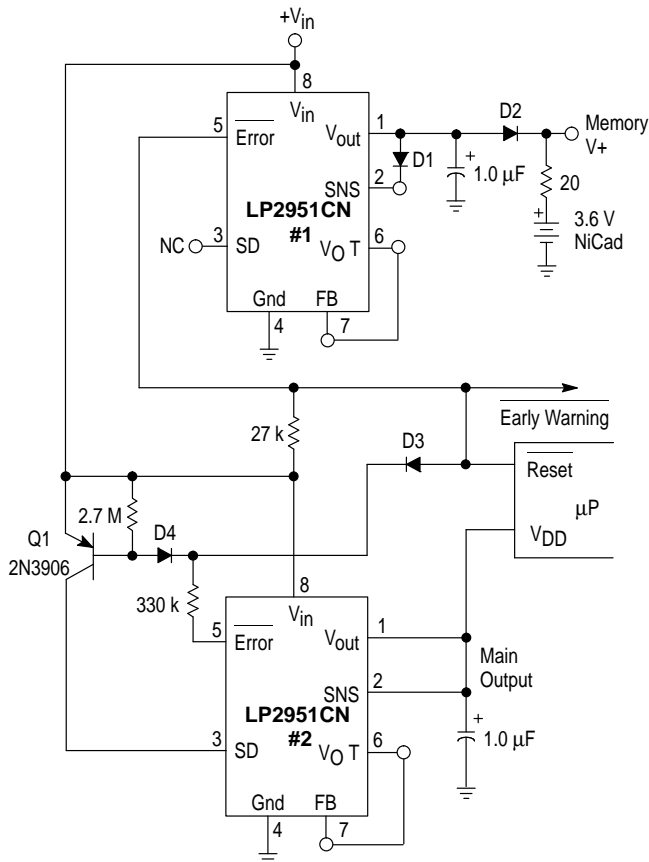 +Vin
8
Vin
5
Error
Vout
1
D2
Memory
V+
D1
1.0 µF
20
SNS
2
LP2951CN
#1
3.6 V
NiCad
NC
3
SD
VO T
6
Gnd
FB
4
7
27 k
Early Warning
D3
Reset
µP
VDD
2.7 M
D4
Q1
2N3906
330 k
8
Vin
5
Error
Vout
1
Main
Output
SNS
2
LP2951CN
#2
1.0 µF
3
SD
VO T
6
Gnd
FB
4
7